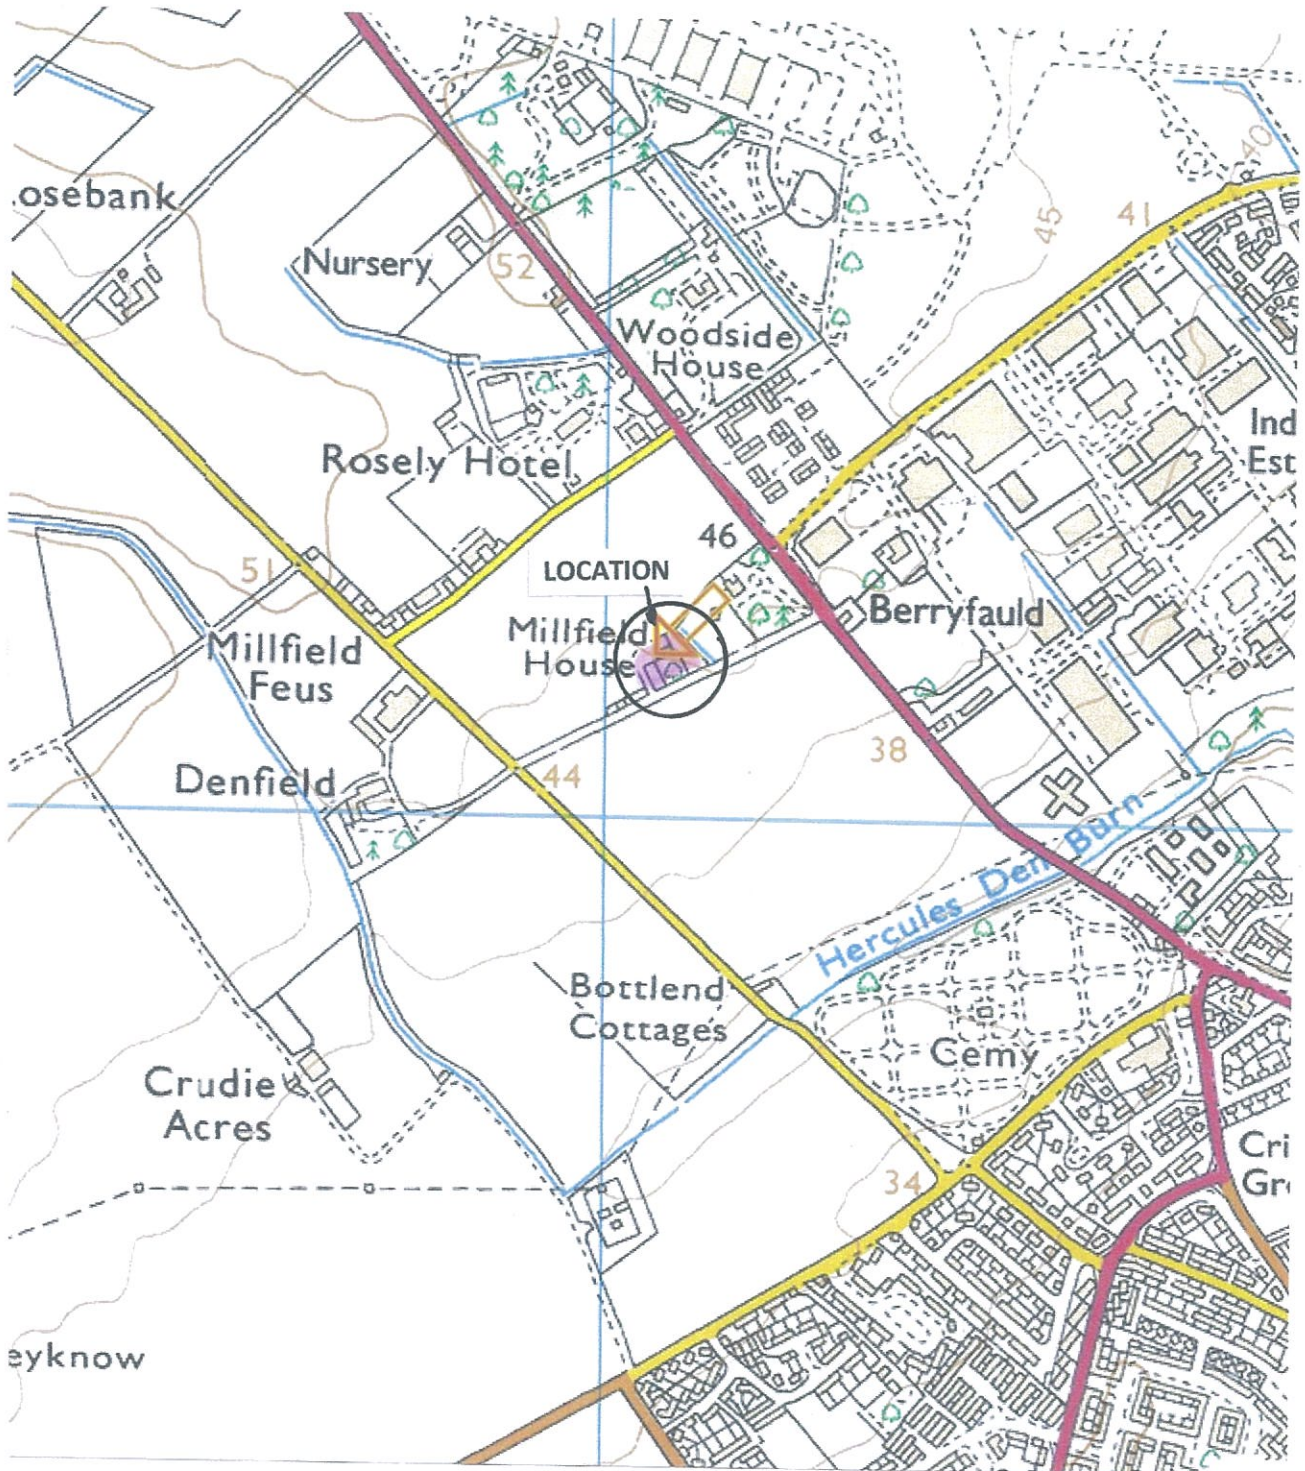 osebank
40
41
45
Nursery
52
Woodside
House
Ind
Est
Rosely Hotel
46
51
LOCATION
Millfield
House
Berryfauld
Millfield
Feus
38
Denfield
44
Hercules Den Burn
Bottlend
Cottages
Cemy
Crudie
Acres
Cri
Gr
34
eyknow